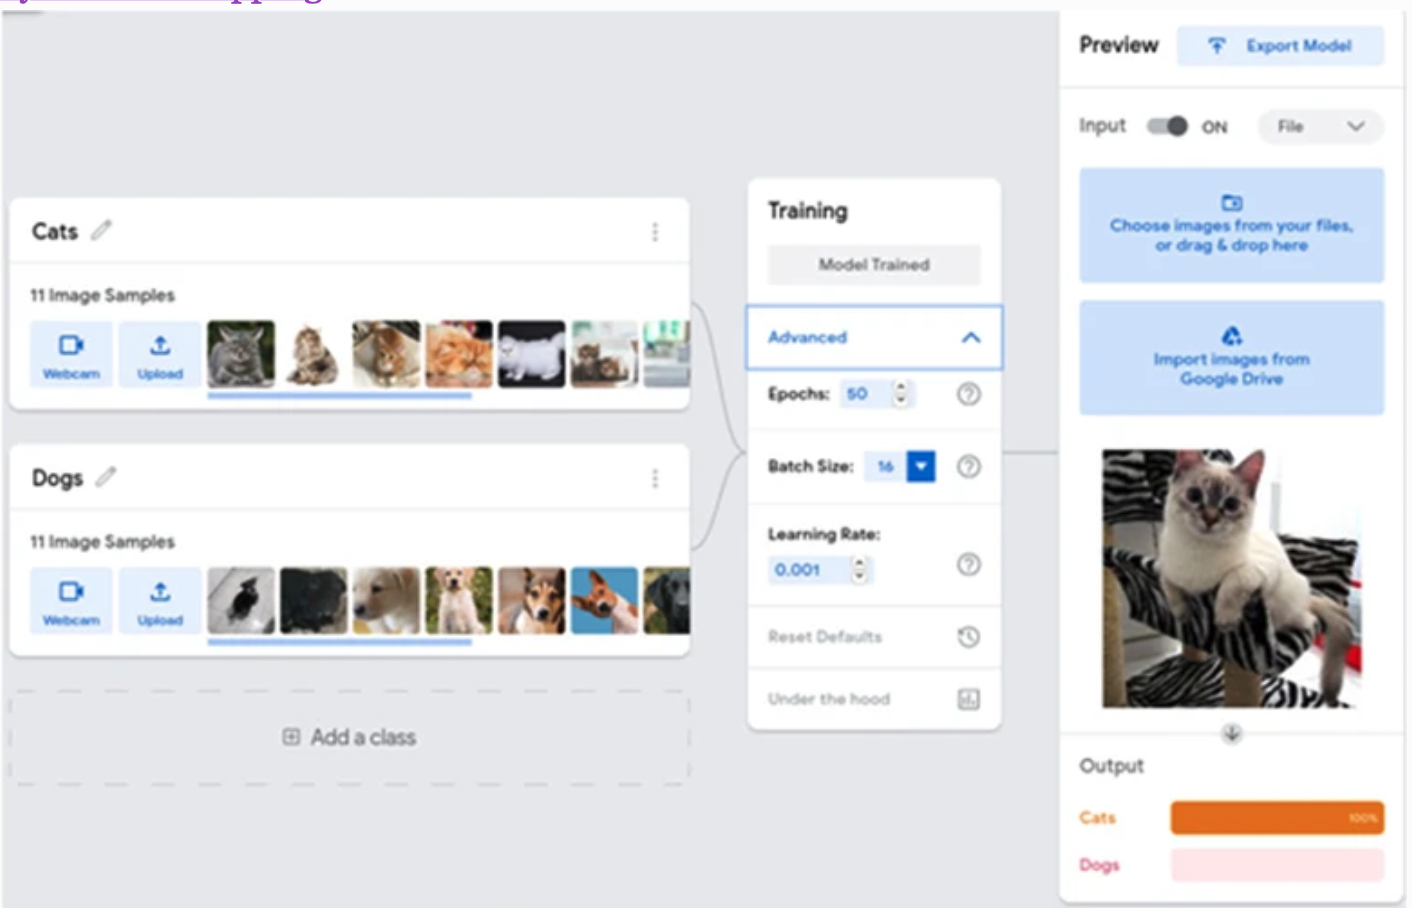 Preview
Export Model
Input
ON
File
Choose images from your files,
or drag & drop here
Import images from
Google Drive
Cats
11 Image Samples
Webcam
Upload
Dogs
11 Image Samples
Webcam
Upload
Add a class
Training
Model Trained
Advanced
Epochs: 50
Batch Size: 16
Learning Rate:
0.001
Reset Defaults
Under the hood
Output
Cats
100%
Dogs